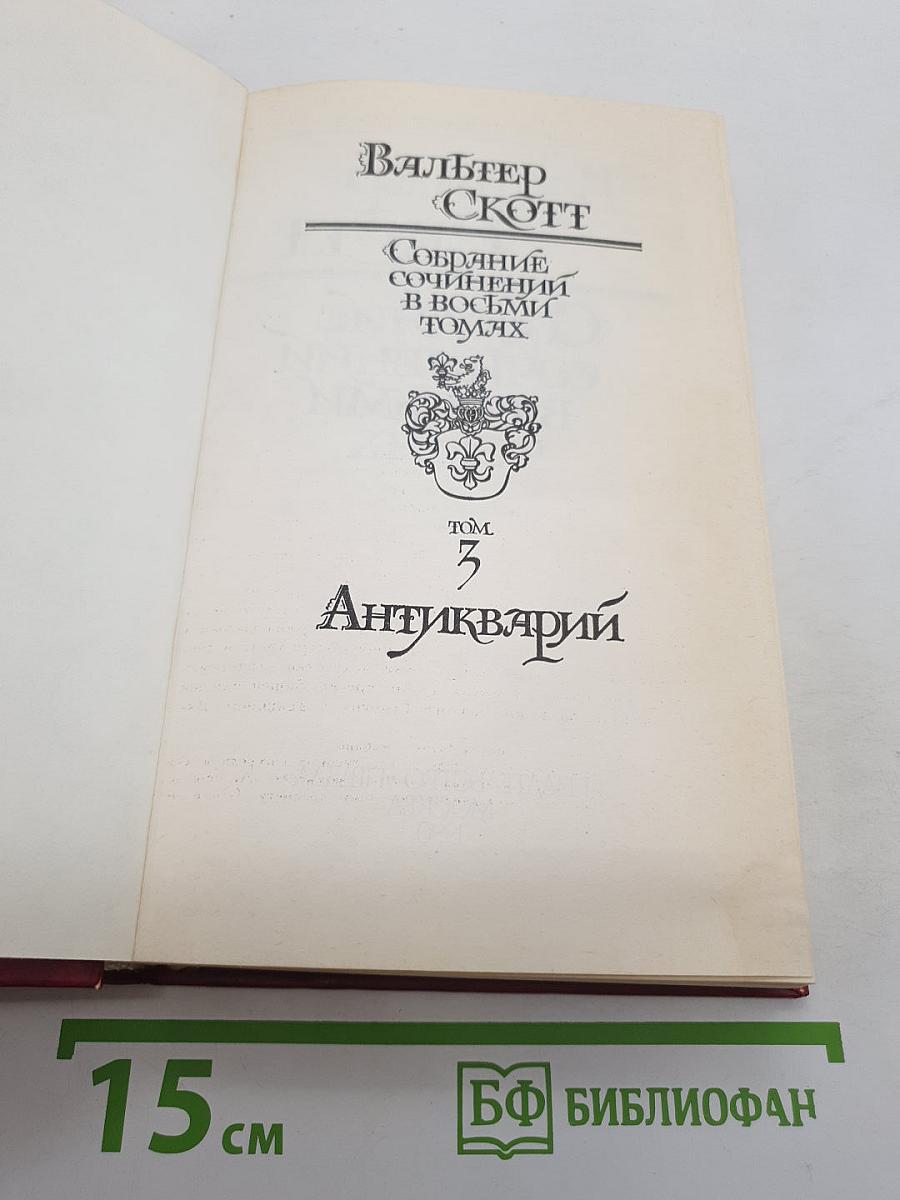 Вальтер
Скотт
Собрание
сочинений
в восьми
томах
том
3
Антикварий
15 см
БФ БИБЛИОФАН